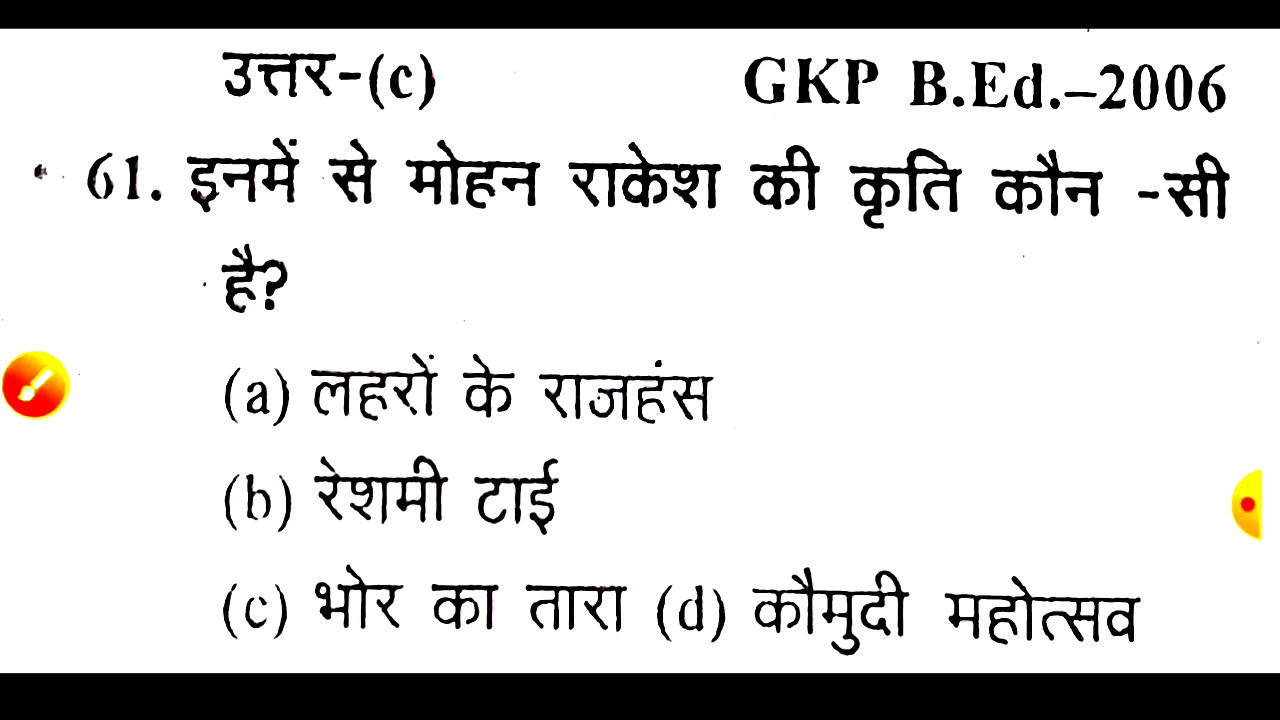 उत्तर-(c) GKP B.Ed.–2006
61. इनमें से मोहन राकेश की कृति कौन -सी
है?
(a) लहरों के राजहंस
(b) रेशमी टाई
(c) भोर का तारा (d) कौमुदी महोत्सव